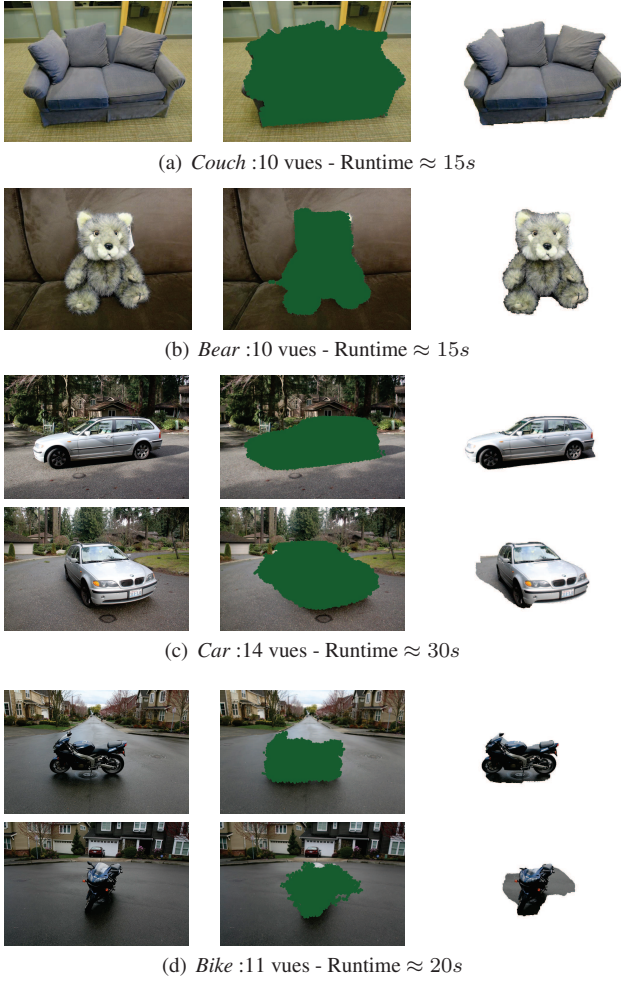 (a) Couch :10 vues - Runtime ≈ 15s
(b) Bear :10 vues - Runtime ≈ 15s
(c) Car :14 vues - Runtime ≈ 30s
(d) Bike :11 vues - Runtime ≈ 20s